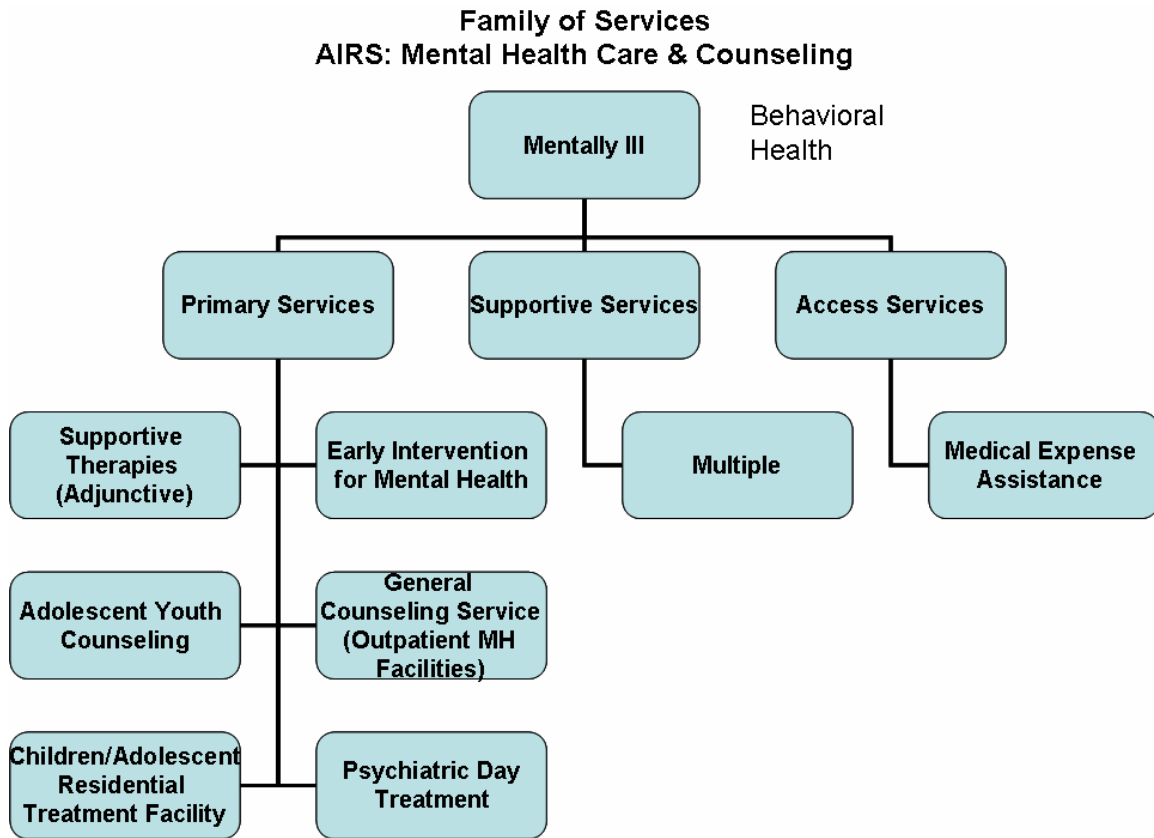 Family of Services
AIRS: Mental Health Care & Counseling
Mentally Ill
Behavioral
Health
Primary Services
Supportive Services
Access Services
Supportive
Therapies
(Adjunctive)
Early Intervention
for Mental Health
Multiple
Medical Expense
Assistance
Adolescent Youth
Counseling
General
Counseling Service
(Outpatient MH
Facilities)
Children/Adolescent
Residential
Treatment Facility
Psychiatric Day
Treatment